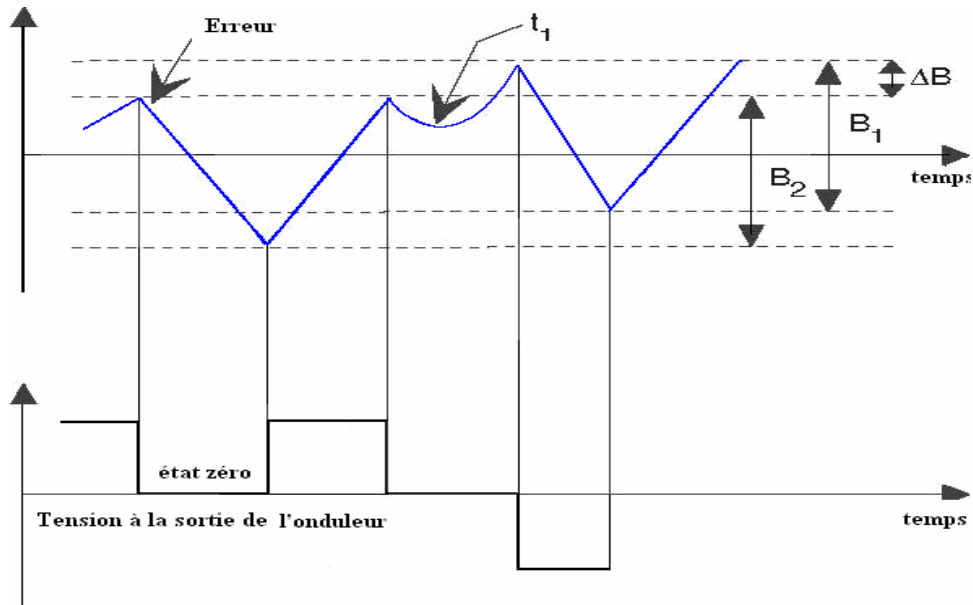 Erreur
t1
ΔB
B1
B2
temps
état zéro
Tension à la sortie de l'onduleur
temps